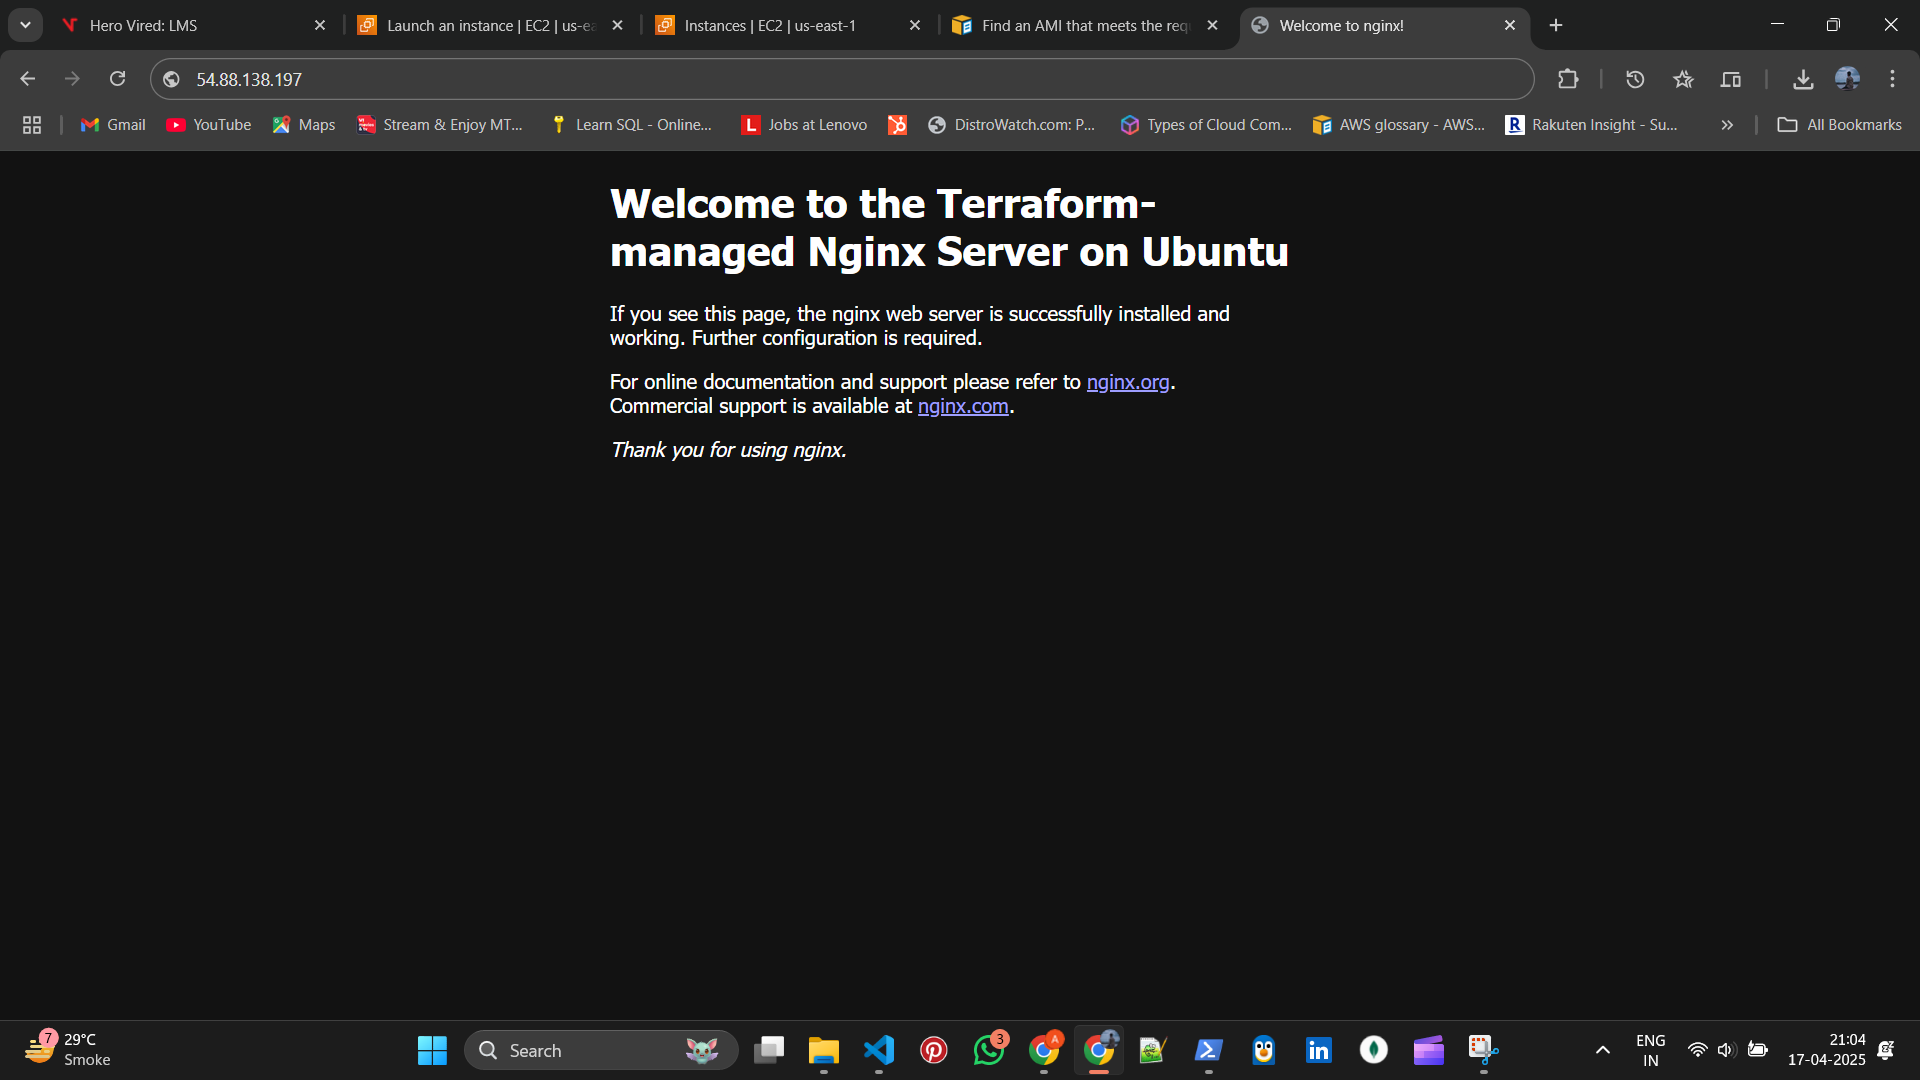 Hero Vired: LMS
Launch an instance | EC2 | us-ea
Instances | EC2 | us-east-1
Find an AMI that meets the req
Welcome to nginx!
54.88.138.197
Gmail
YouTube
Maps
Stream & Enjoy MT...
Learn SQL - Online...
L
Jobs at Lenovo
DistroWatch.com: P...
Types of Cloud Com...
AWS glossary - AWS...
R
Rakuten Insight - Su...
All Bookmarks
Welcome to the Terraform-
managed Nginx Server on Ubuntu
If you see this page, the nginx web server is successfully installed and
working. Further configuration is required.
For online documentation and support please refer to nginx.org.
Commercial support is available at nginx.com.
Thank you for using nginx.
7
29°C
Smoke
Search
3
A
in
ENG
IN
21:04
17-04-2025